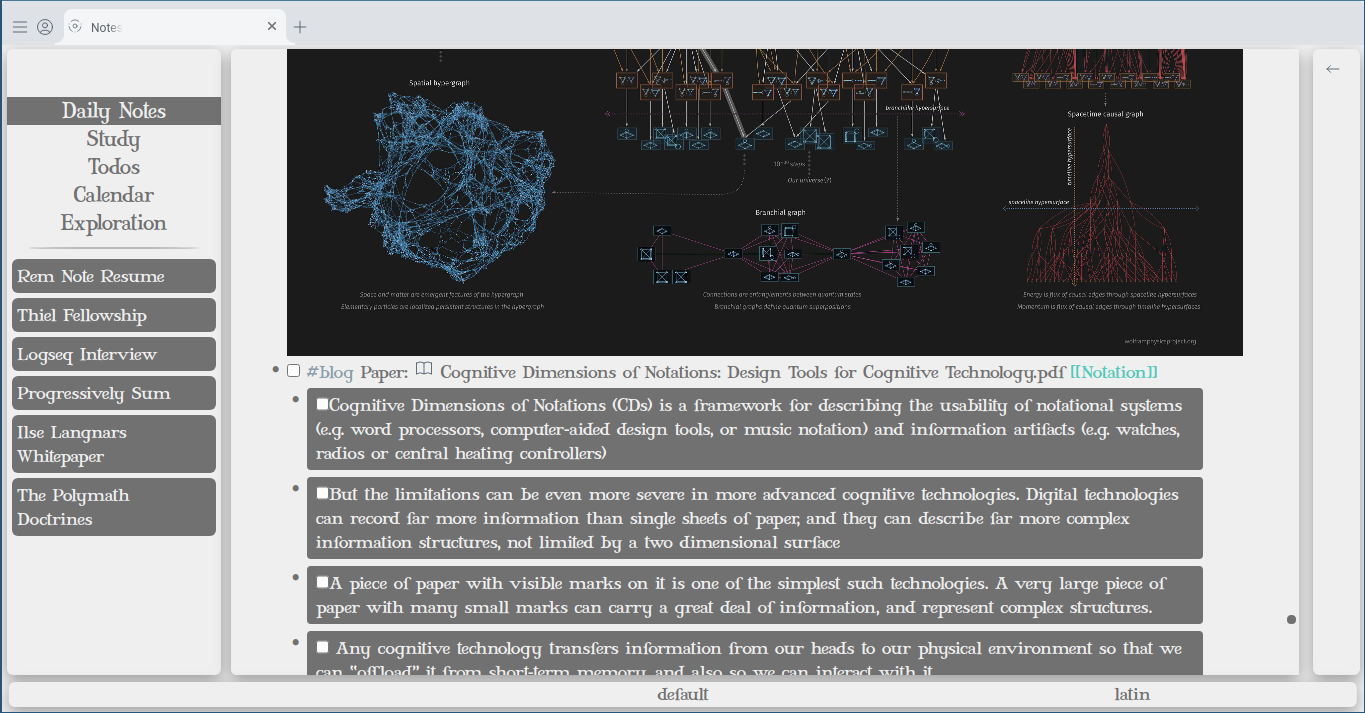 Notes
Daily Notes
Study
Todos
Calendar
Exploration
Rem Note Resume
Thiel Fellowship
Logseq Interview
Progressively Sum
Ilse Langnars
Whitepaper
The Polymath
Doctrines
Spatial hypergraph
Space and matter are emergent features of the hypergraph
Elementary particles are localized persistent structures in the hypergraph
branchlike hypersurface
steps
Our universe(?)
Branchial graph
Connections are entanglements between quantum states
Branchial graphs define quantum superpositions
Spacetime causal graph
timelike hypersurface
spacelike hypersurface
Energy is flux of causal edges through spacelike hypersurfaces
Momentum is flux of causal edges through timelike hypersurfaces
wolframphysicsproject.org
#blog Paper: Cognitive Dimensions of Notations: Design Tools for Cognitive Technology.pdf [[Notation]]
Cognitive Dimensions of Notations (CDs) is a framework for describing the usability of notational systems
(e.g. word processors, computer-aided design tools, or music notation) and information artifacts (e.g. watches,
radios or central heating controllers)
But the limitations can be even more severe in more advanced cognitive technologies. Digital technologies
can record far more information than single sheets of paper, and they can describe far more complex
information structures, not limited by a two dimensional surface
A piece of paper with visible marks on it is one of the simplest such technologies. A very large piece of
paper with many small marks can carry a great deal of information, and represent complex structures.
Any cognitive technology transfers information from our heads to our physical environment so that we
can "offload" it from short-term memory, and also so we can interact with it
default
latin